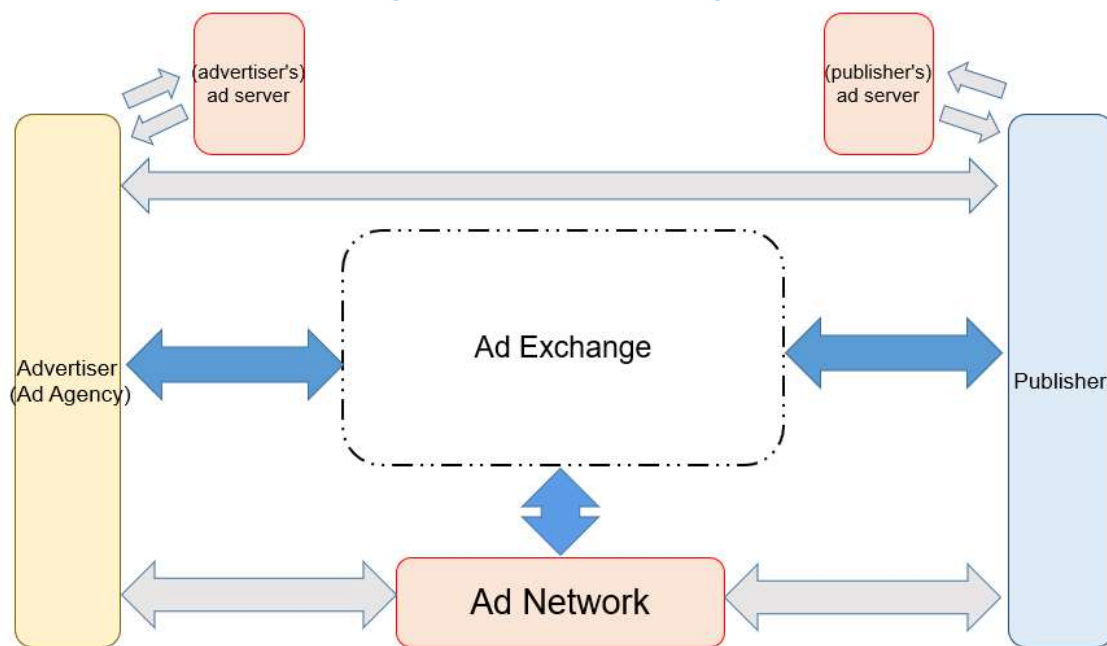 (advertiser's)
ad server
(publisher's)
ad server
Ad Exchange
Advertiser
(Ad Agency)
Publisher
Ad Network